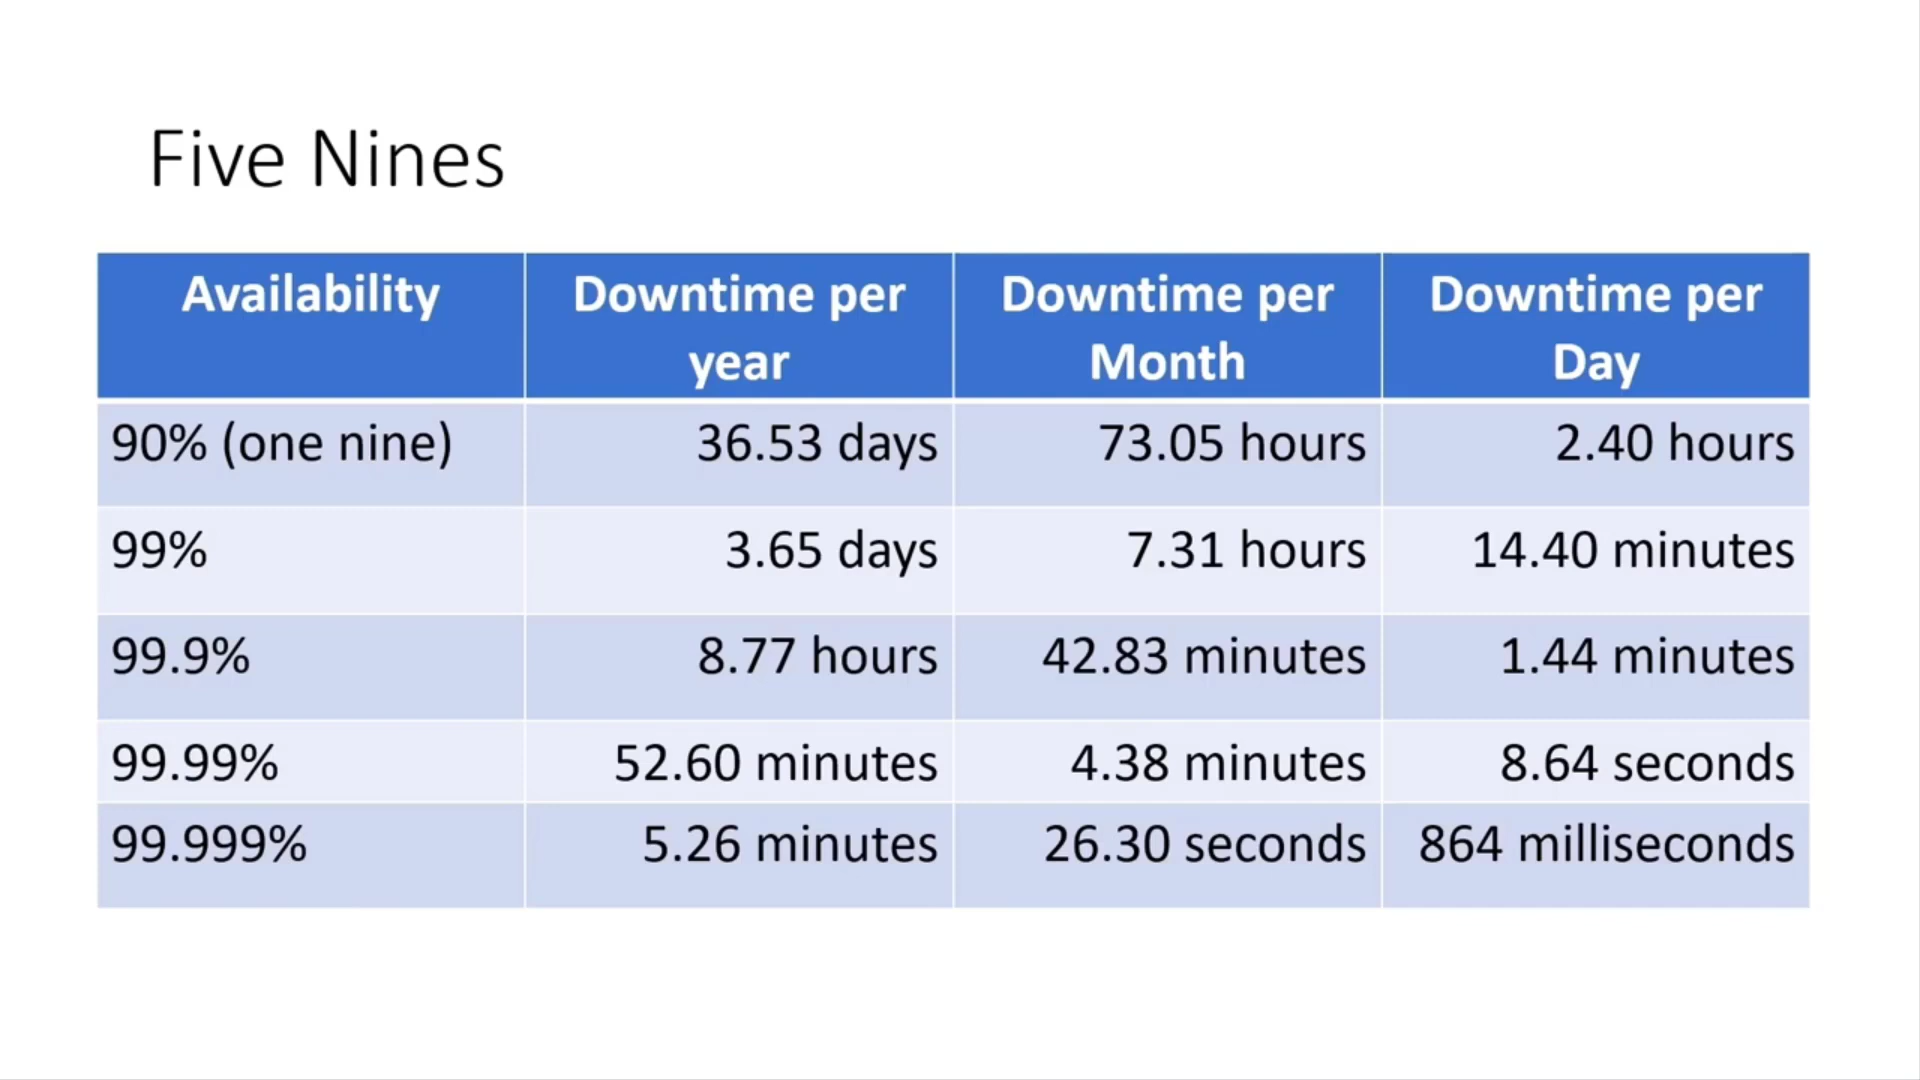 Five Nines
Availability Downtime per year Downtime per Month Downtime per Day
90% (one nine) 36.53 days 73.05 hours 2.40 hours
99% 3.65 days 7.31 hours 14.40 minutes
99.9% 8.77 hours 42.83 minutes 1.44 minutes
99.99% 52.60 minutes 4.38 minutes 8.64 seconds
99.999% 5.26 minutes 26.30 seconds 864 milliseconds